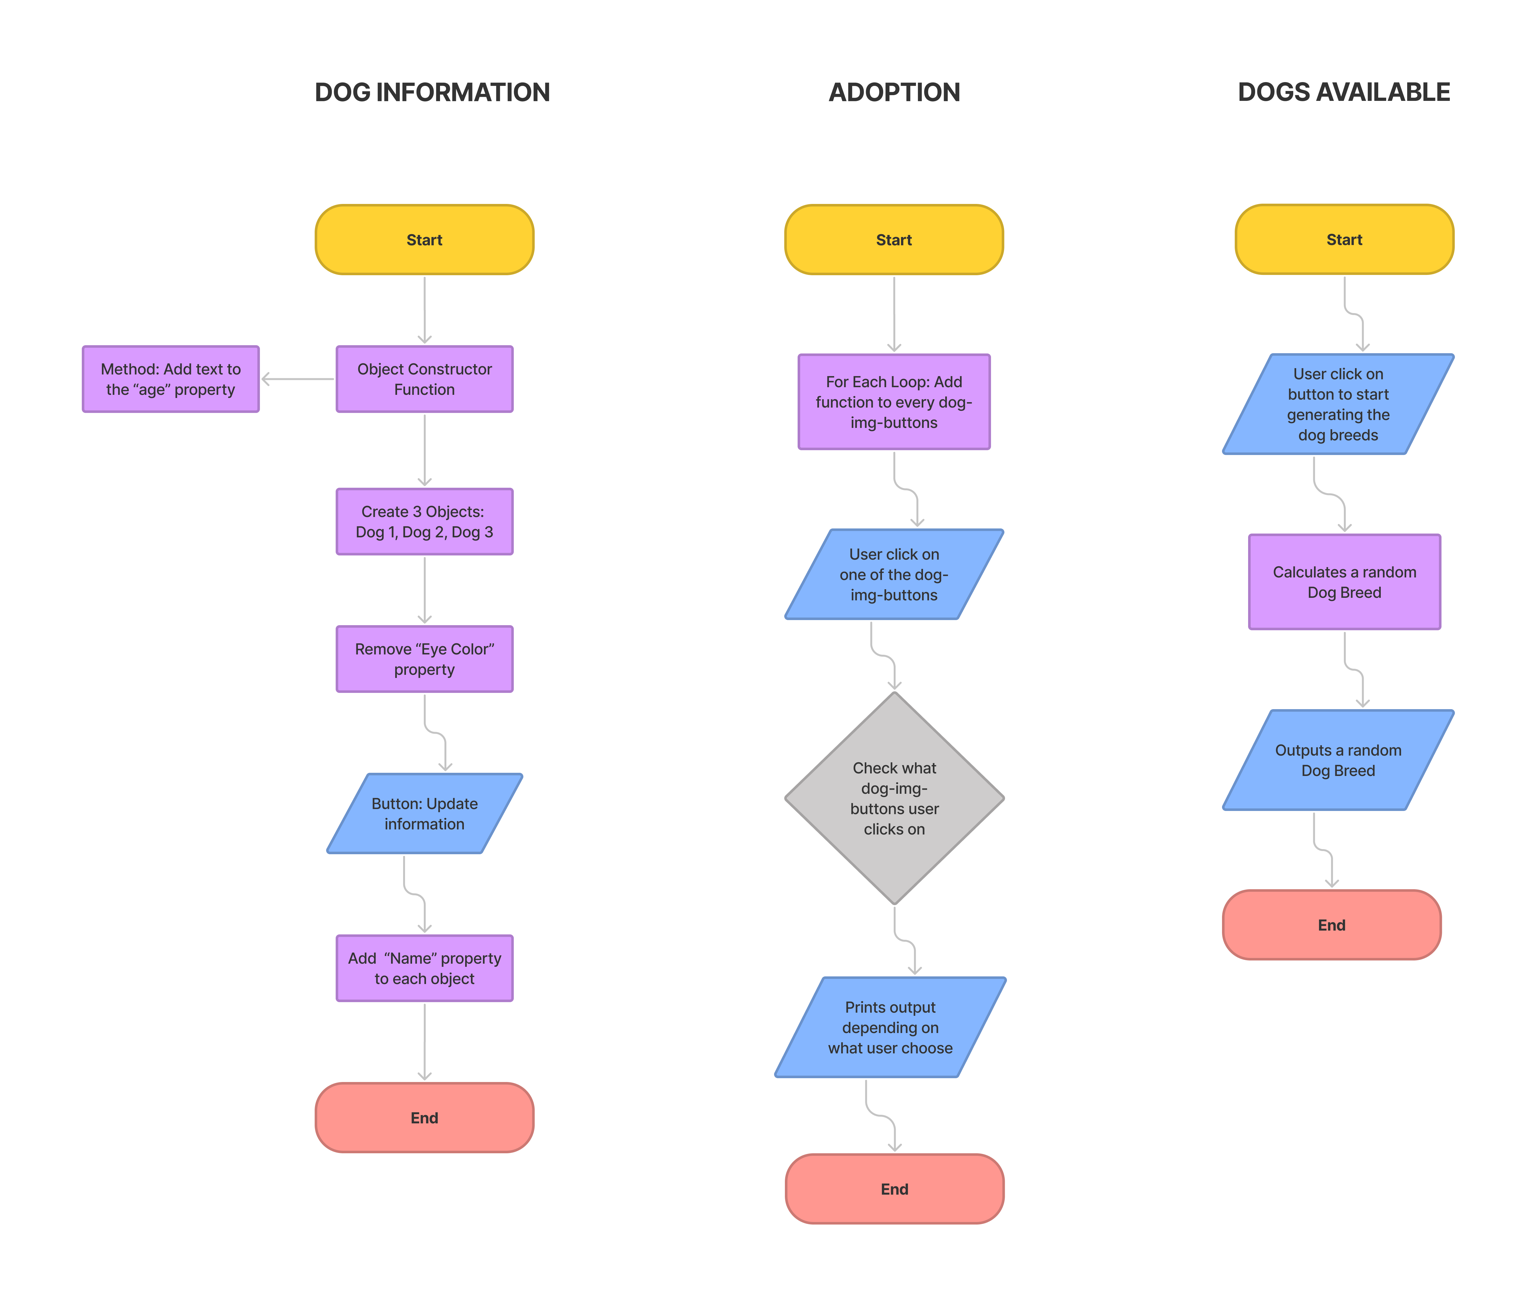 DOG INFORMATION
Start
Method: Add text to
the “age” property
Object Constructor
Function
Create 3 Objects:
Dog 1, Dog 2, Dog 3
Remove “Eye Color”
property
Button: Update
information
Add “Name” property
to each object
End
ADOPTION
Start
For Each Loop: Add
function to every dog-
img-buttons
User click on
one of the dog-
img-buttons
Check what
dog-img-
buttons user
clicks on
Prints output
depending on
what user choose
End
DOGS AVAILABLE
Start
User click on
button to start
generating the
dog breeds
Calculates a random
Dog Breed
Outputs a random
Dog Breed
End